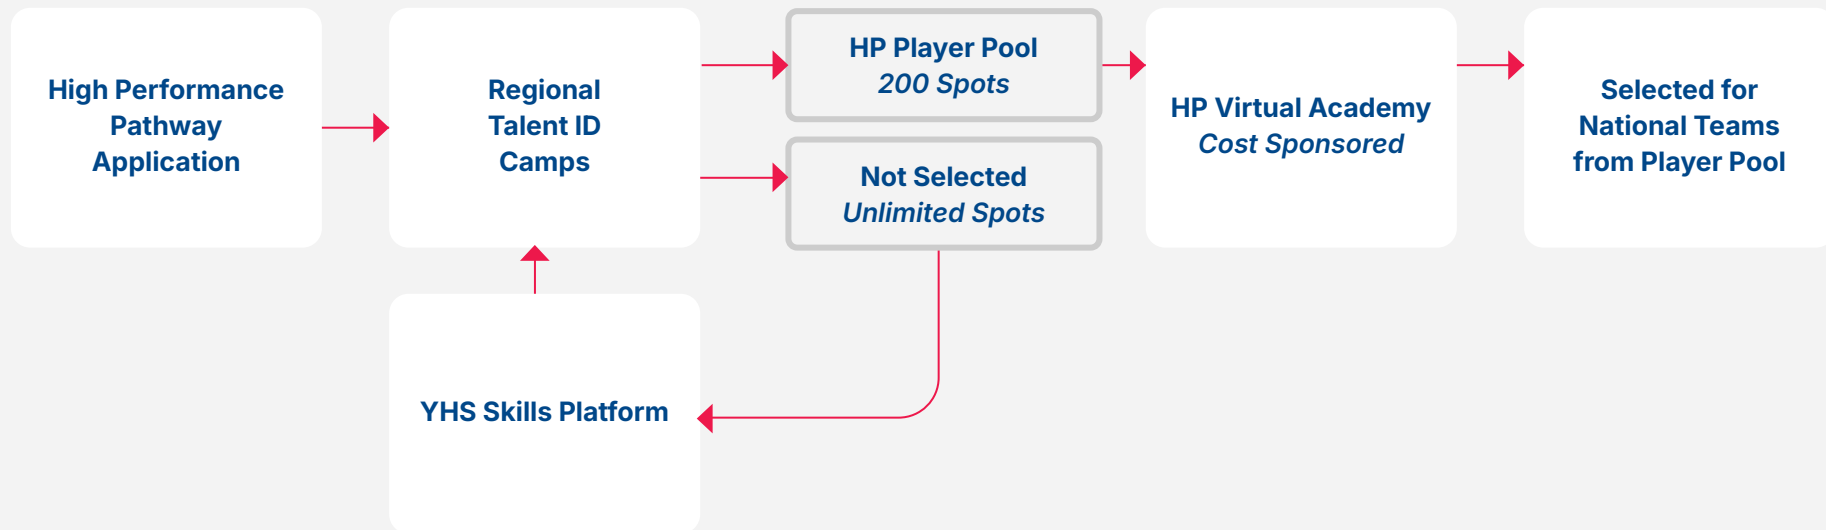 High Performance
Pathway
Application
Regional
Talent ID
Camps
HP Player Pool
200 Spots
Not Selected
Unlimited Spots
HP Virtual Academy
Cost Sponsored
Selected for
National Teams
from Player Pool
YHS Skills Platform